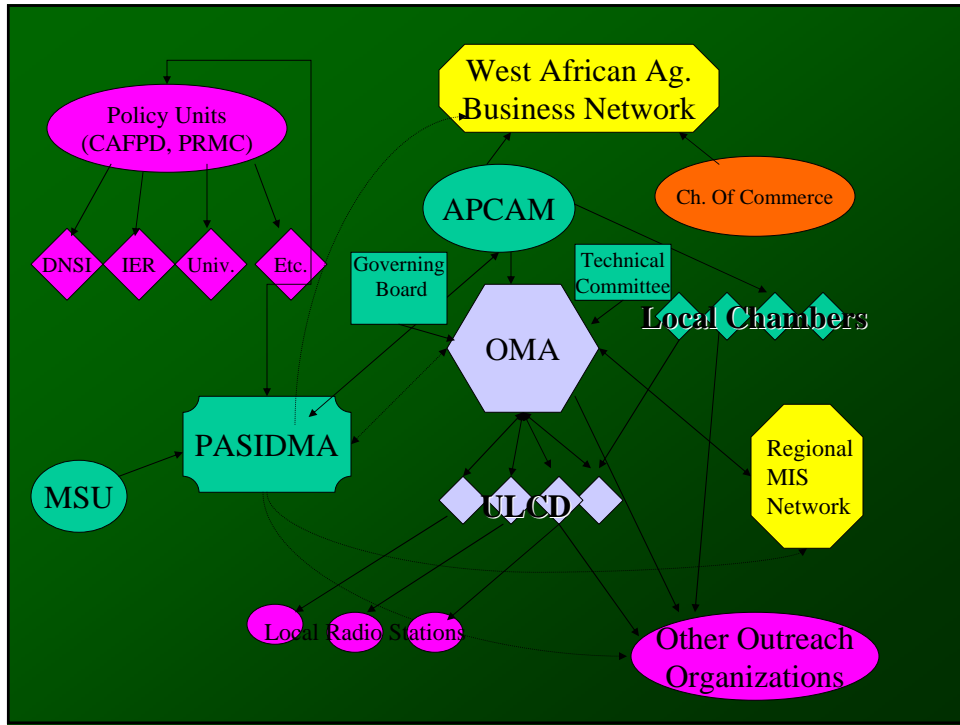 West African Ag.
Business Network
Policy Units
(CAFPD, PRMC)
Ch. Of Commerce
APCAM
DNSI
IER
Univ.
Etc.
Governing
Board
Technical
Committee
Local Chambers
OMA
PASIDMA
MSU
Regional
MIS
Network
ULCD
Local Radio Stations
Other Outreach
Organizations